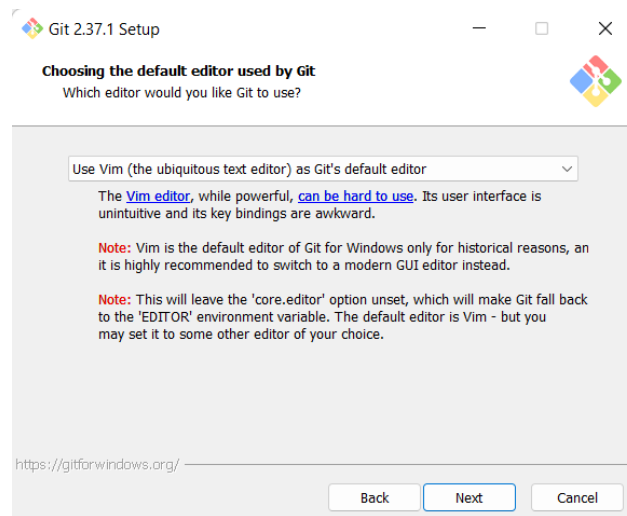 Git 2.37.1 Setup
Choosing the default editor used by Git
Which editor would you like Git to use?
Use Vim (the ubiquitous text editor) as Git's default editor
The Vim editor, while powerful, can be hard to use. Its user interface is
unintuitive and its key bindings are awkward.
Note: Vim is the default editor of Git for Windows only for historical reasons, an
it is highly recommended to switch to a modern GUI editor instead.
Note: This will leave the 'core.editor' option unset, which will make Git fall back
to the 'EDITOR' environment variable. The default editor is Vim - but you
may set it to some other editor of your choice.
https://gitforwindows.org/
Back Next Cancel